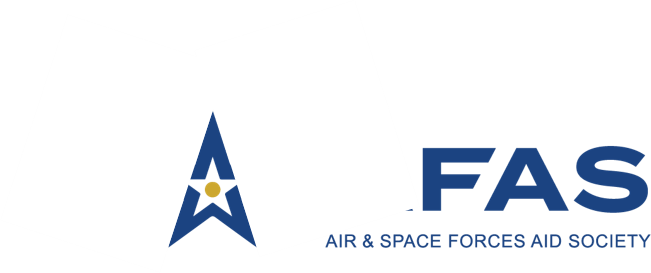 FAS
AIR & SPACE FORCES AID SOCIETY